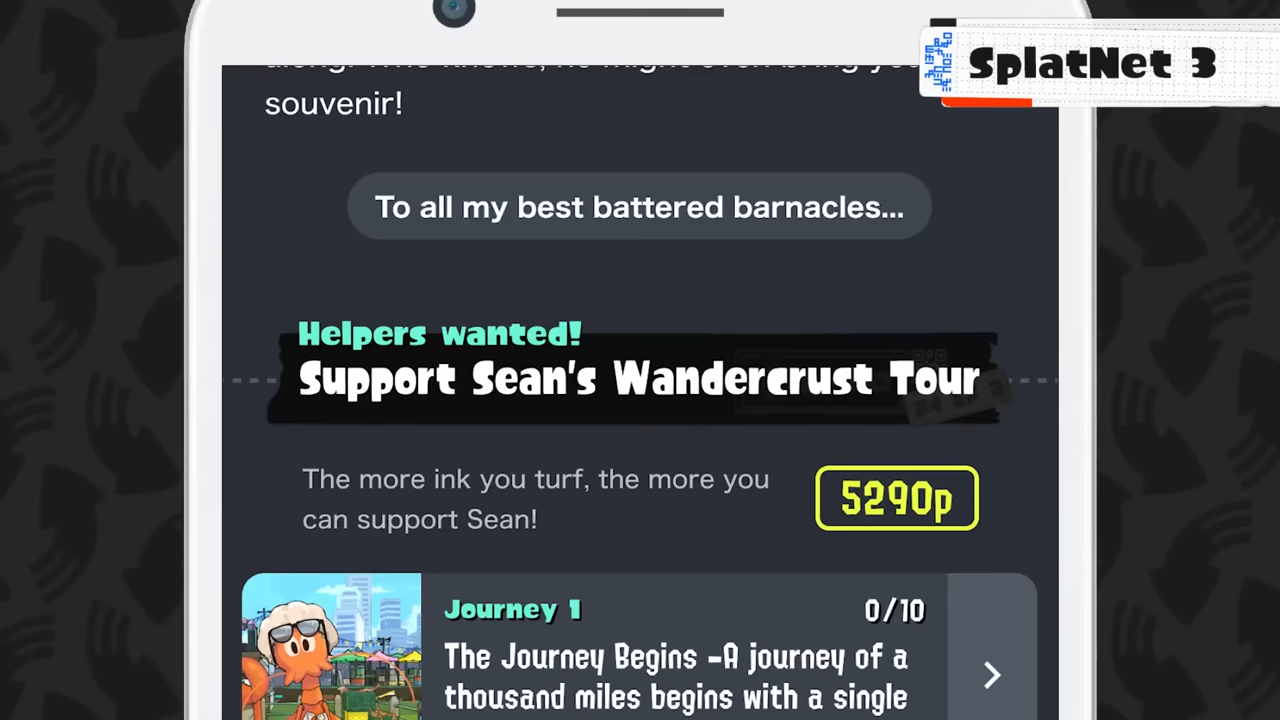 SplatNet 3
souvenir!
To all my best battered barnacles...
Helpers wanted!
Support Sean's Wandercrust Tour
The more ink you turf, the more you
can support Sean!
5290p
Journey 1
0/10
The Journey Begins -A journey of a
thousand miles begins with a single